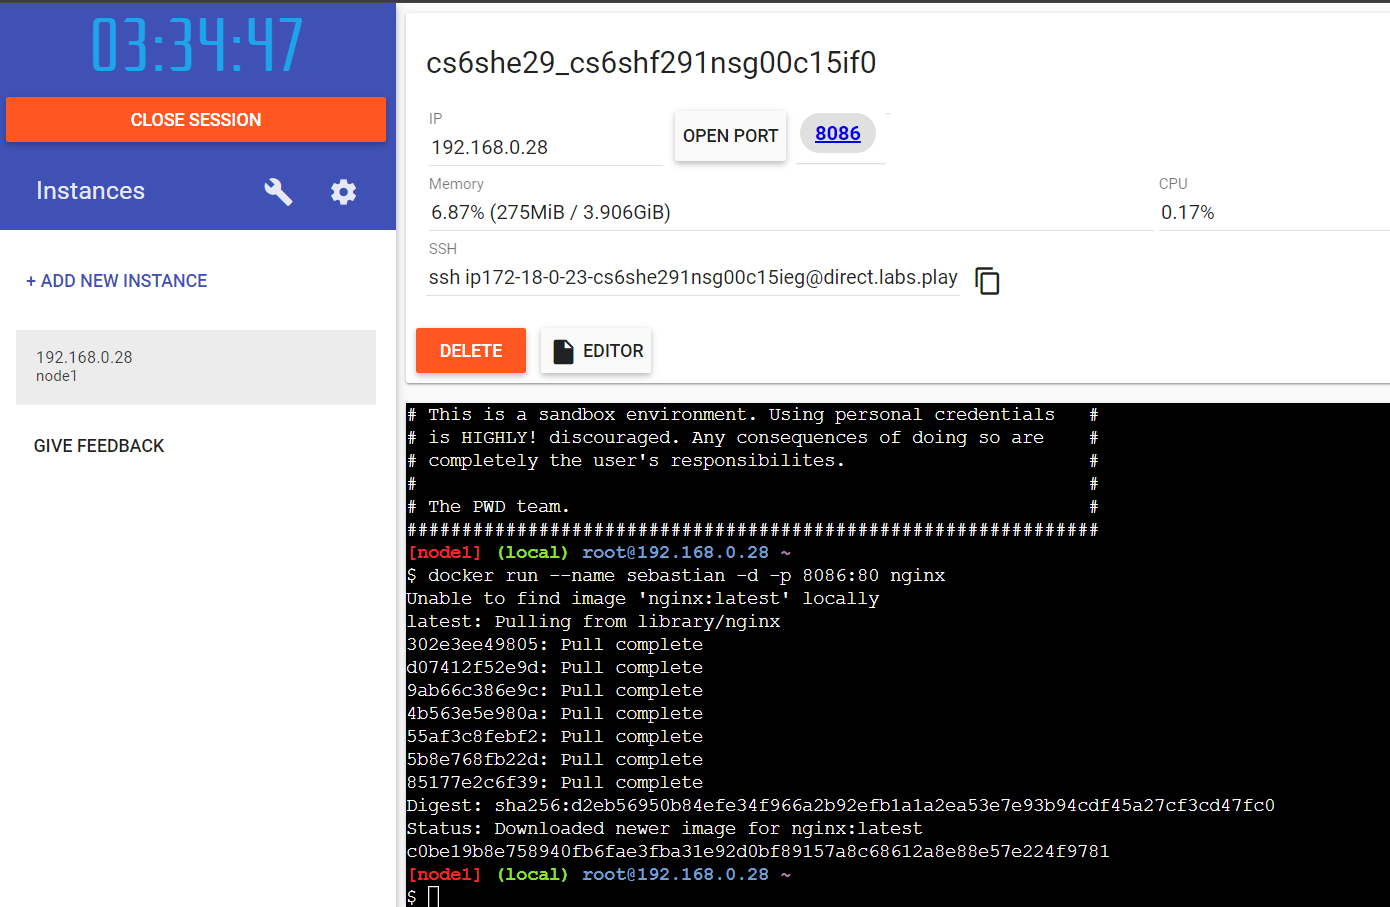 03:34:47
CLOSE SESSION
Instances
+ ADD NEW INSTANCE
192.168.0.28
node1
GIVE FEEDBACK
cs6she29_cs6shf291nsg00c15if0
IP
192.168.0.28
OPEN PORT
8086
Memory
6.87% (275MiB / 3.906GiB)
CPU
0.17%
SSH
ssh ip172-18-0-23-cs6she291nsg00c15ieg@direct.labs.play
DELETE
EDITOR
# This is a sandbox environment. Using personal credentials #
# is HIGHLY! discouraged. Any consequences of doing so are #
# completely the user's responsibilites. #
# #
# The PWD team. #
###############################################################
[node1] (local) root@192.168.0.28 ~
$ docker run --name sebastian -d -p 8086:80 nginx
Unable to find image 'nginx:latest' locally
latest: Pulling from library/nginx
302e3ee49805: Pull complete
d07412f52e9d: Pull complete
9ab66c386e9c: Pull complete
4b563e5e980a: Pull complete
55af3c8febf2: Pull complete
5b8e768fb22d: Pull complete
85177e2c6f39: Pull complete
Digest: sha256:d2eb56950b84efe34f966a2b92efb1a1a2ea53e7e93b94cdf45a27cf3cd47fc0
Status: Downloaded newer image for nginx:latest
c0be19b8e758940fb6fae3fba31e92d0bf89157a8c68612a8e88e57e224f9781
[node1] (local) root@192.168.0.28 ~
$